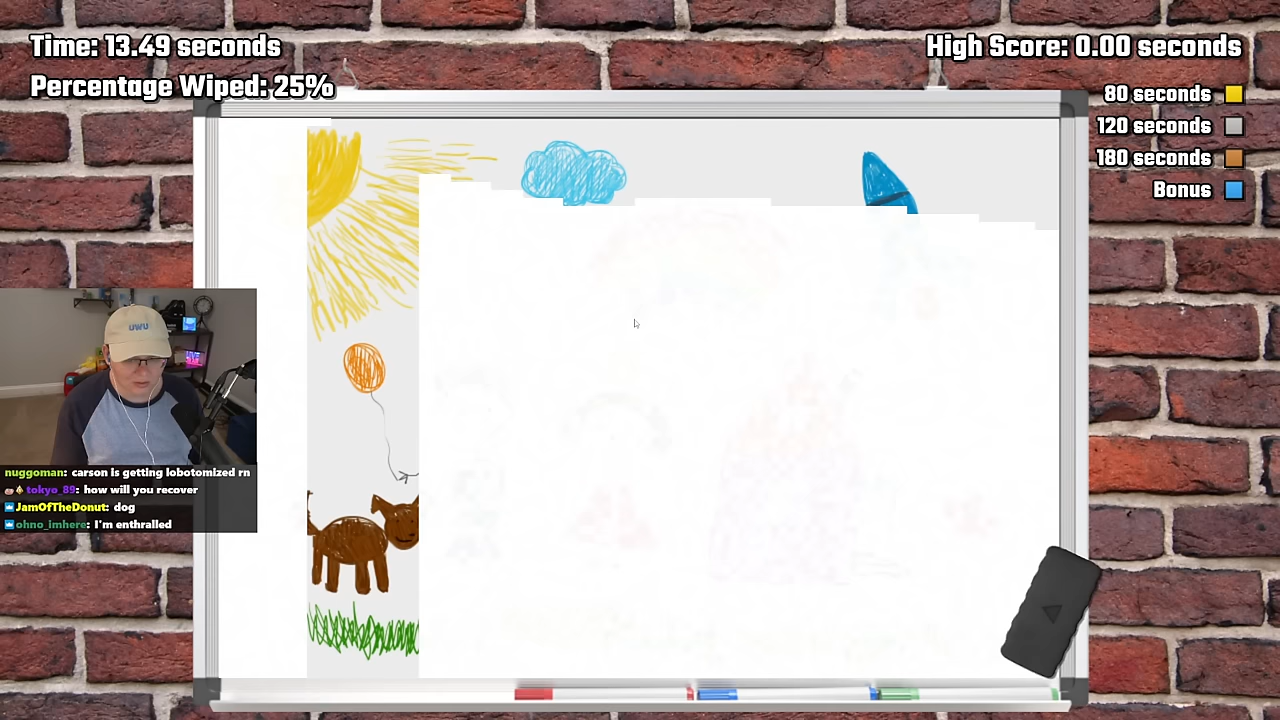 Time: 13.49 seconds
Percentage Wiped: 25%
High Score: 0.00 seconds
80 seconds
120 seconds
180 seconds
Bonus
UWU
nuggoman: carson is getting lobotomized rn
tokyo_89: how will you recover
JamOfTheDonut: dog
ohno_imhere: I'm enthralled